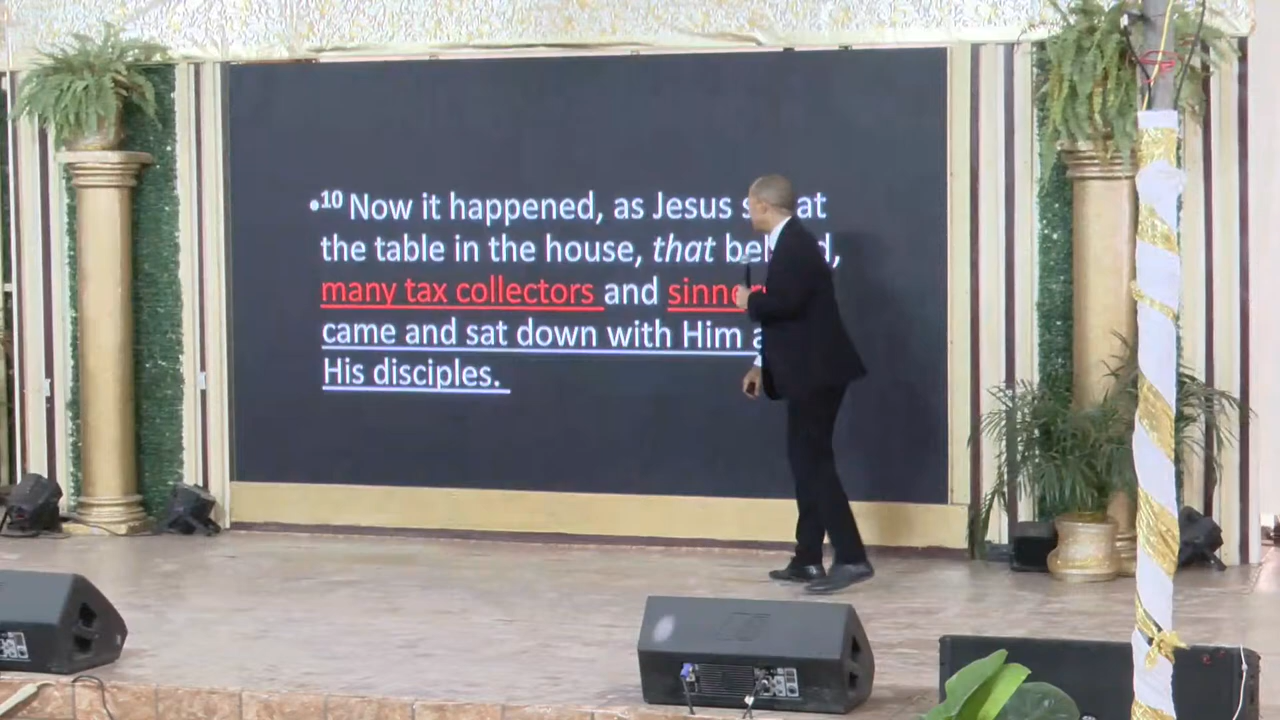 •10 Now it happened, as Jesus at
the table in the house, that
many tax collectors and
came and sat down with Him
His disciples.